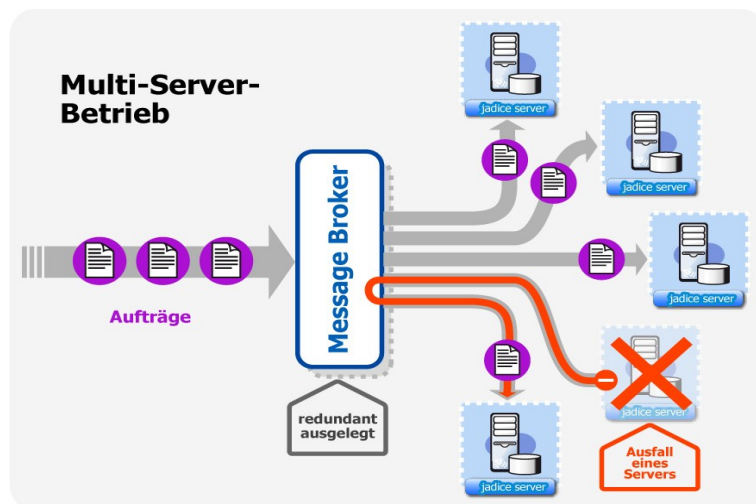 Multi-Server-
Betrieb
Aufträge
Message Broker
redundant
ausgelegt
jadice server
jadice server
jadice server
jadice server
jadice server
Ausfall
eines
Servers